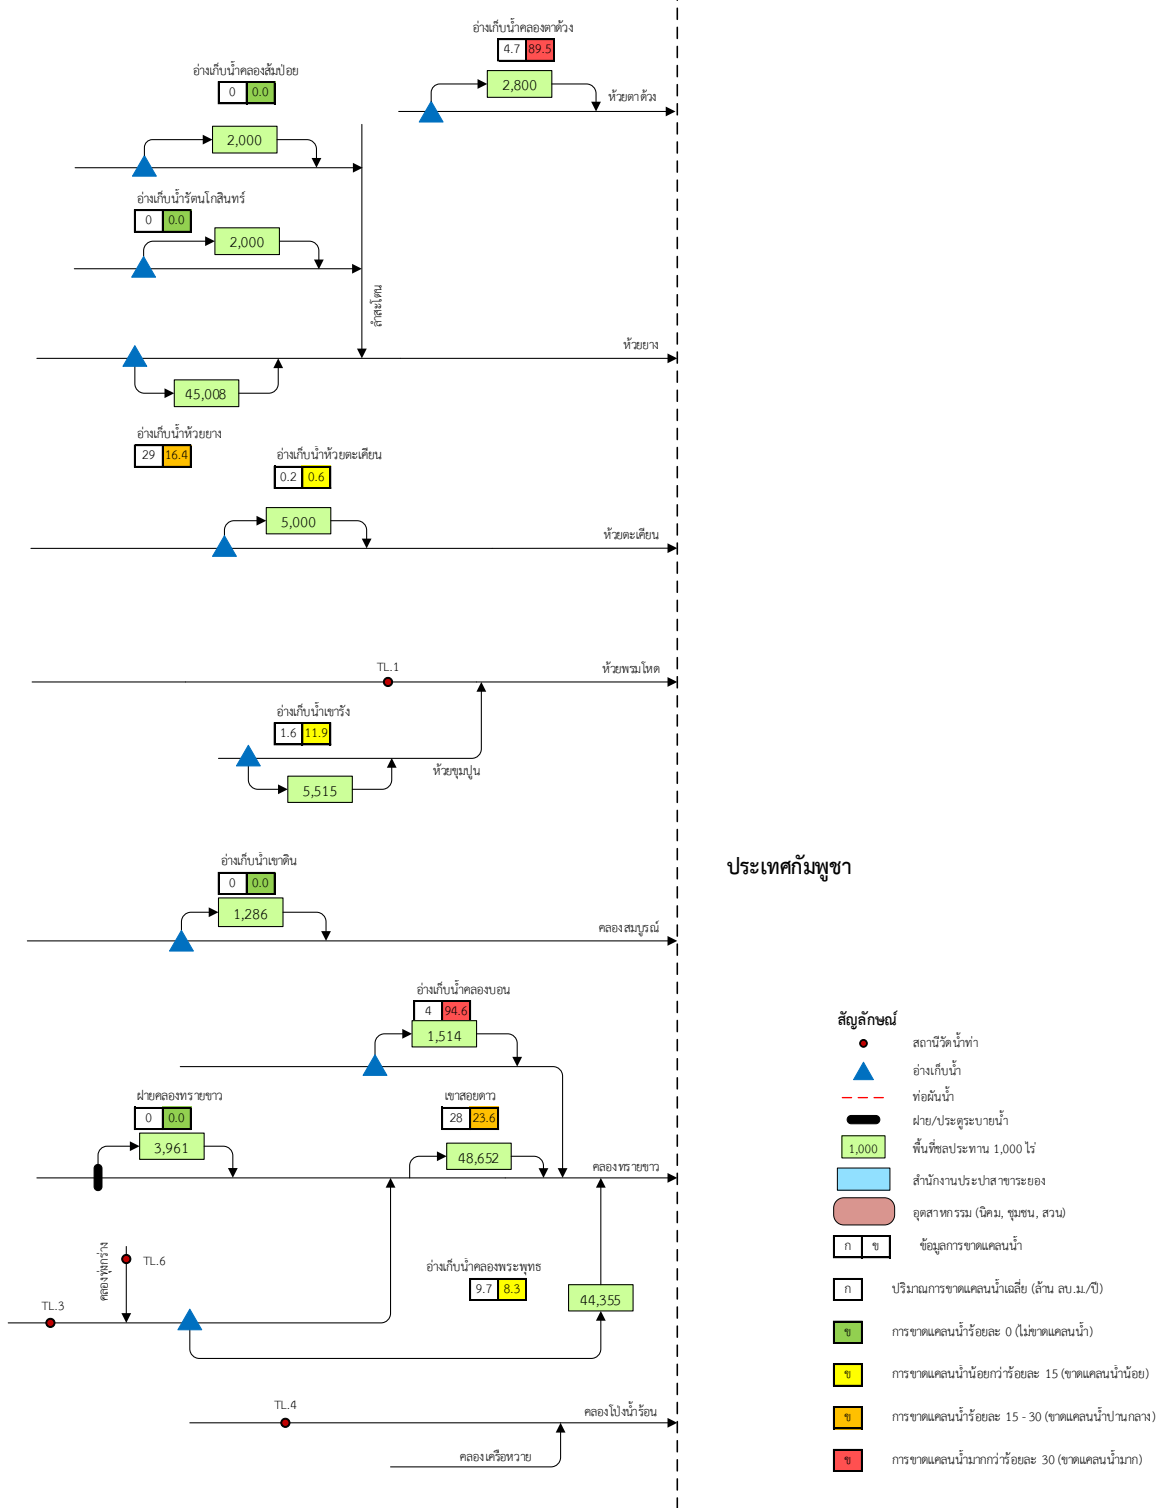 อ่างเก็บน้ำคลองตาด้วง
4.7 89.5
2,800
ห้วยตาด้วง
อ่างเก็บน้ำคลองส้มป่อย
0 0.0
2,000
อ่างเก็บน้ำรัตนโกสินทร์
0 0.0
2,000
ลำสะโตน
ห้วยยาง
45,008
อ่างเก็บน้ำห้วยยาง
29 16.4
อ่างเก็บน้ำห้วยตะเคียน
0.2 0.6
5,000
ห้วยตะเคียน
TL.1
ห้วยพรมโหด
อ่างเก็บน้ำเขารัง
1.6 11.9
ห้วยชุมปูน
5,515
อ่างเก็บน้ำเขาดิน
0 0.0
1,286
คลองสมบูรณ์
ประเทศกัมพูชา
อ่างเก็บน้ำคลองบอน
4 94.6
1,514
ฝายคลองทรายขาว
0 0.0
3,961
เขาสอยดาว
28 23.6
48,652
คลองทรายขาว
คลองทุ่งกร่าง
TL.6
TL.3
อ่างเก็บน้ำคลองพระพุทธ
9.7 8.3
44,355
TL.4
คลองโป่งน้ำร้อน
คลองเครือหวาย
สัญลักษณ์
สถานีวัดน้ำท่า
อ่างเก็บน้ำ
ท่อผันน้ำ
ฝาย/ประตูระบายน้ำ
1,000 พื้นที่ชลประทาน 1,000 ไร่
สำนักงานประปาสาขาระยอง
อุตสาหกรรม (นิคม, ชุมชน, สวน)
ก ข ข้อมูลการขาดแคลนน้ำ
ก ปริมาณการขาดแคลนน้ำเฉลี่ย (ล้าน ลบ.ม./ปี)
ข การขาดแคลนน้ำร้อยละ 0 (ไม่ขาดแคลนน้ำ)
ข การขาดแคลนน้ำน้อยกว่าร้อยละ 15 (ขาดแคลนน้ำน้อย)
ข การขาดแคลนน้ำร้อยละ 15 - 30 (ขาดแคลนน้ำปานกลาง)
ข การขาดแคลนน้ำมากกว่าร้อยละ 30 (ขาดแคลนน้ำมาก)